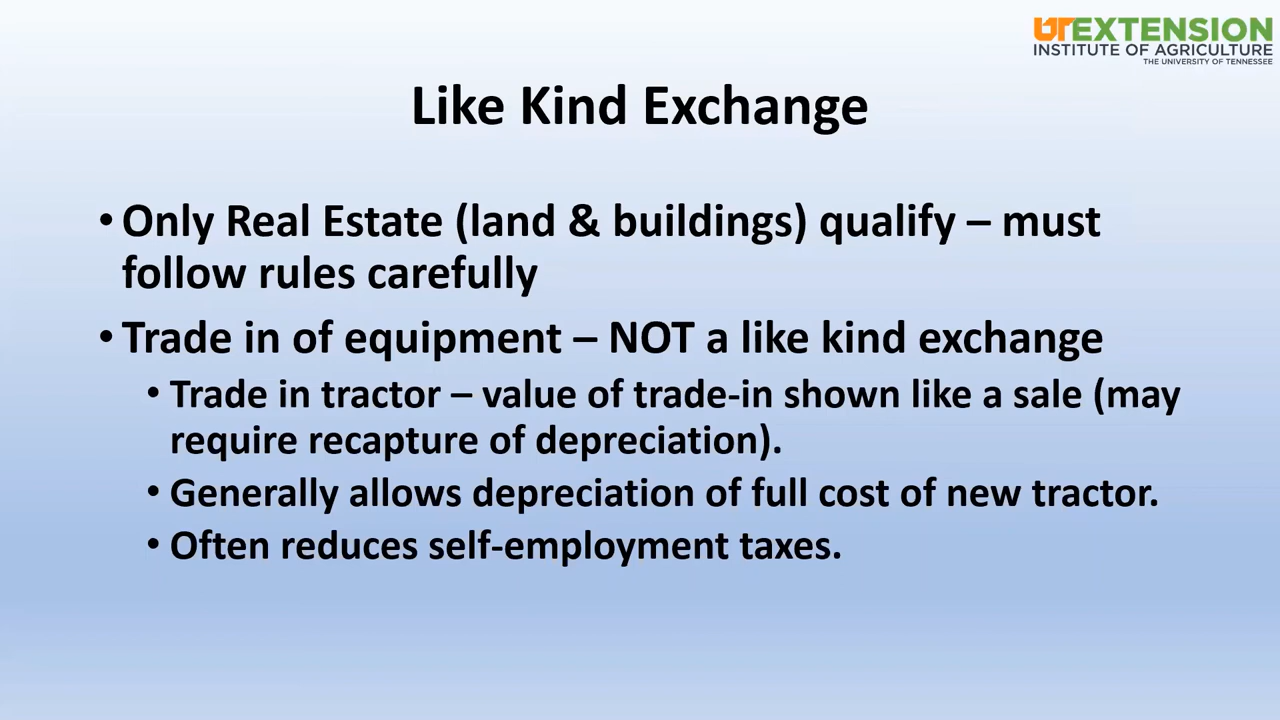 UT EXTENSION
INSTITUTE OF AGRICULTURE
THE UNIVERSITY OF TENNESSEE
Like Kind Exchange
• Only Real Estate (land & buildings) qualify – must
follow rules carefully
• Trade in of equipment – NOT a like kind exchange
• Trade in tractor – value of trade-in shown like a sale (may
require recapture of depreciation).
• Generally allows depreciation of full cost of new tractor.
• Often reduces self-employment taxes.